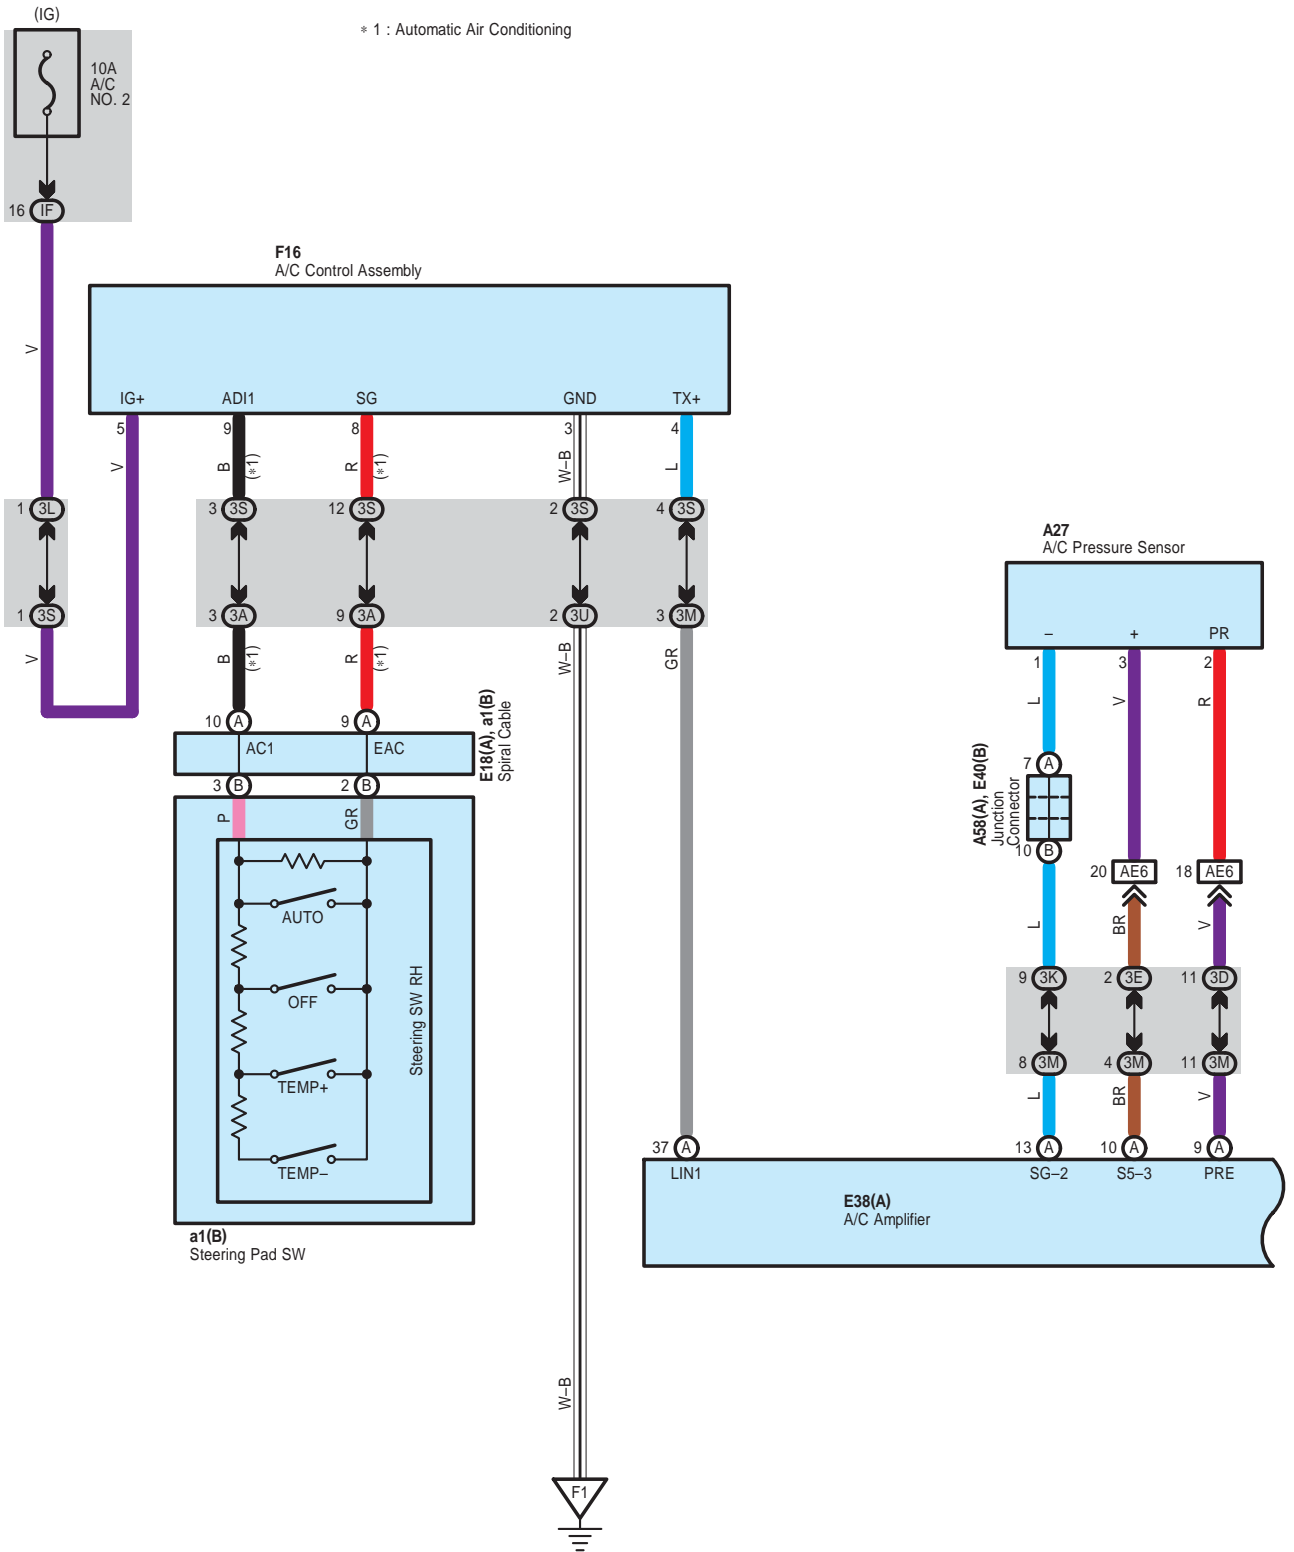 (IG)
* 1 : Automatic Air Conditioning
10A
A/C
NO. 2
16 IF
F16
A/C Control Assembly
V
IG+ ADI1 SG GND TX+
5 9 8 3 4
V B (*1) R (*1) W–B L
1 3L 3 3S 12 3S 2 3S 4 3S
1 3S 3 3A 9 3A 2 3U 3 3M
V B (*1) R (*1) W–B GR
A27
A/C Pressure Sensor
– + PR
1 3 2
L V R
10 A 9 A
AC1 EAC
E18(A), a1(B)
Spiral Cable
3 B 2 B
P GR
7 A
A58(A), E40(B)
Junction
Connector
10 B
20 AE6 18 AE6
L BR V
AUTO
OFF
TEMP+
TEMP–
Steering SW RH
9 3K 2 3E 11 3D
8 3M 4 3M 11 3M
L BR V
37 A 13 A 10 A 9 A
LIN1 SG–2 S5–3 PRE
E38(A)
A/C Amplifier
a1(B)
Steering Pad SW
W–B
F1